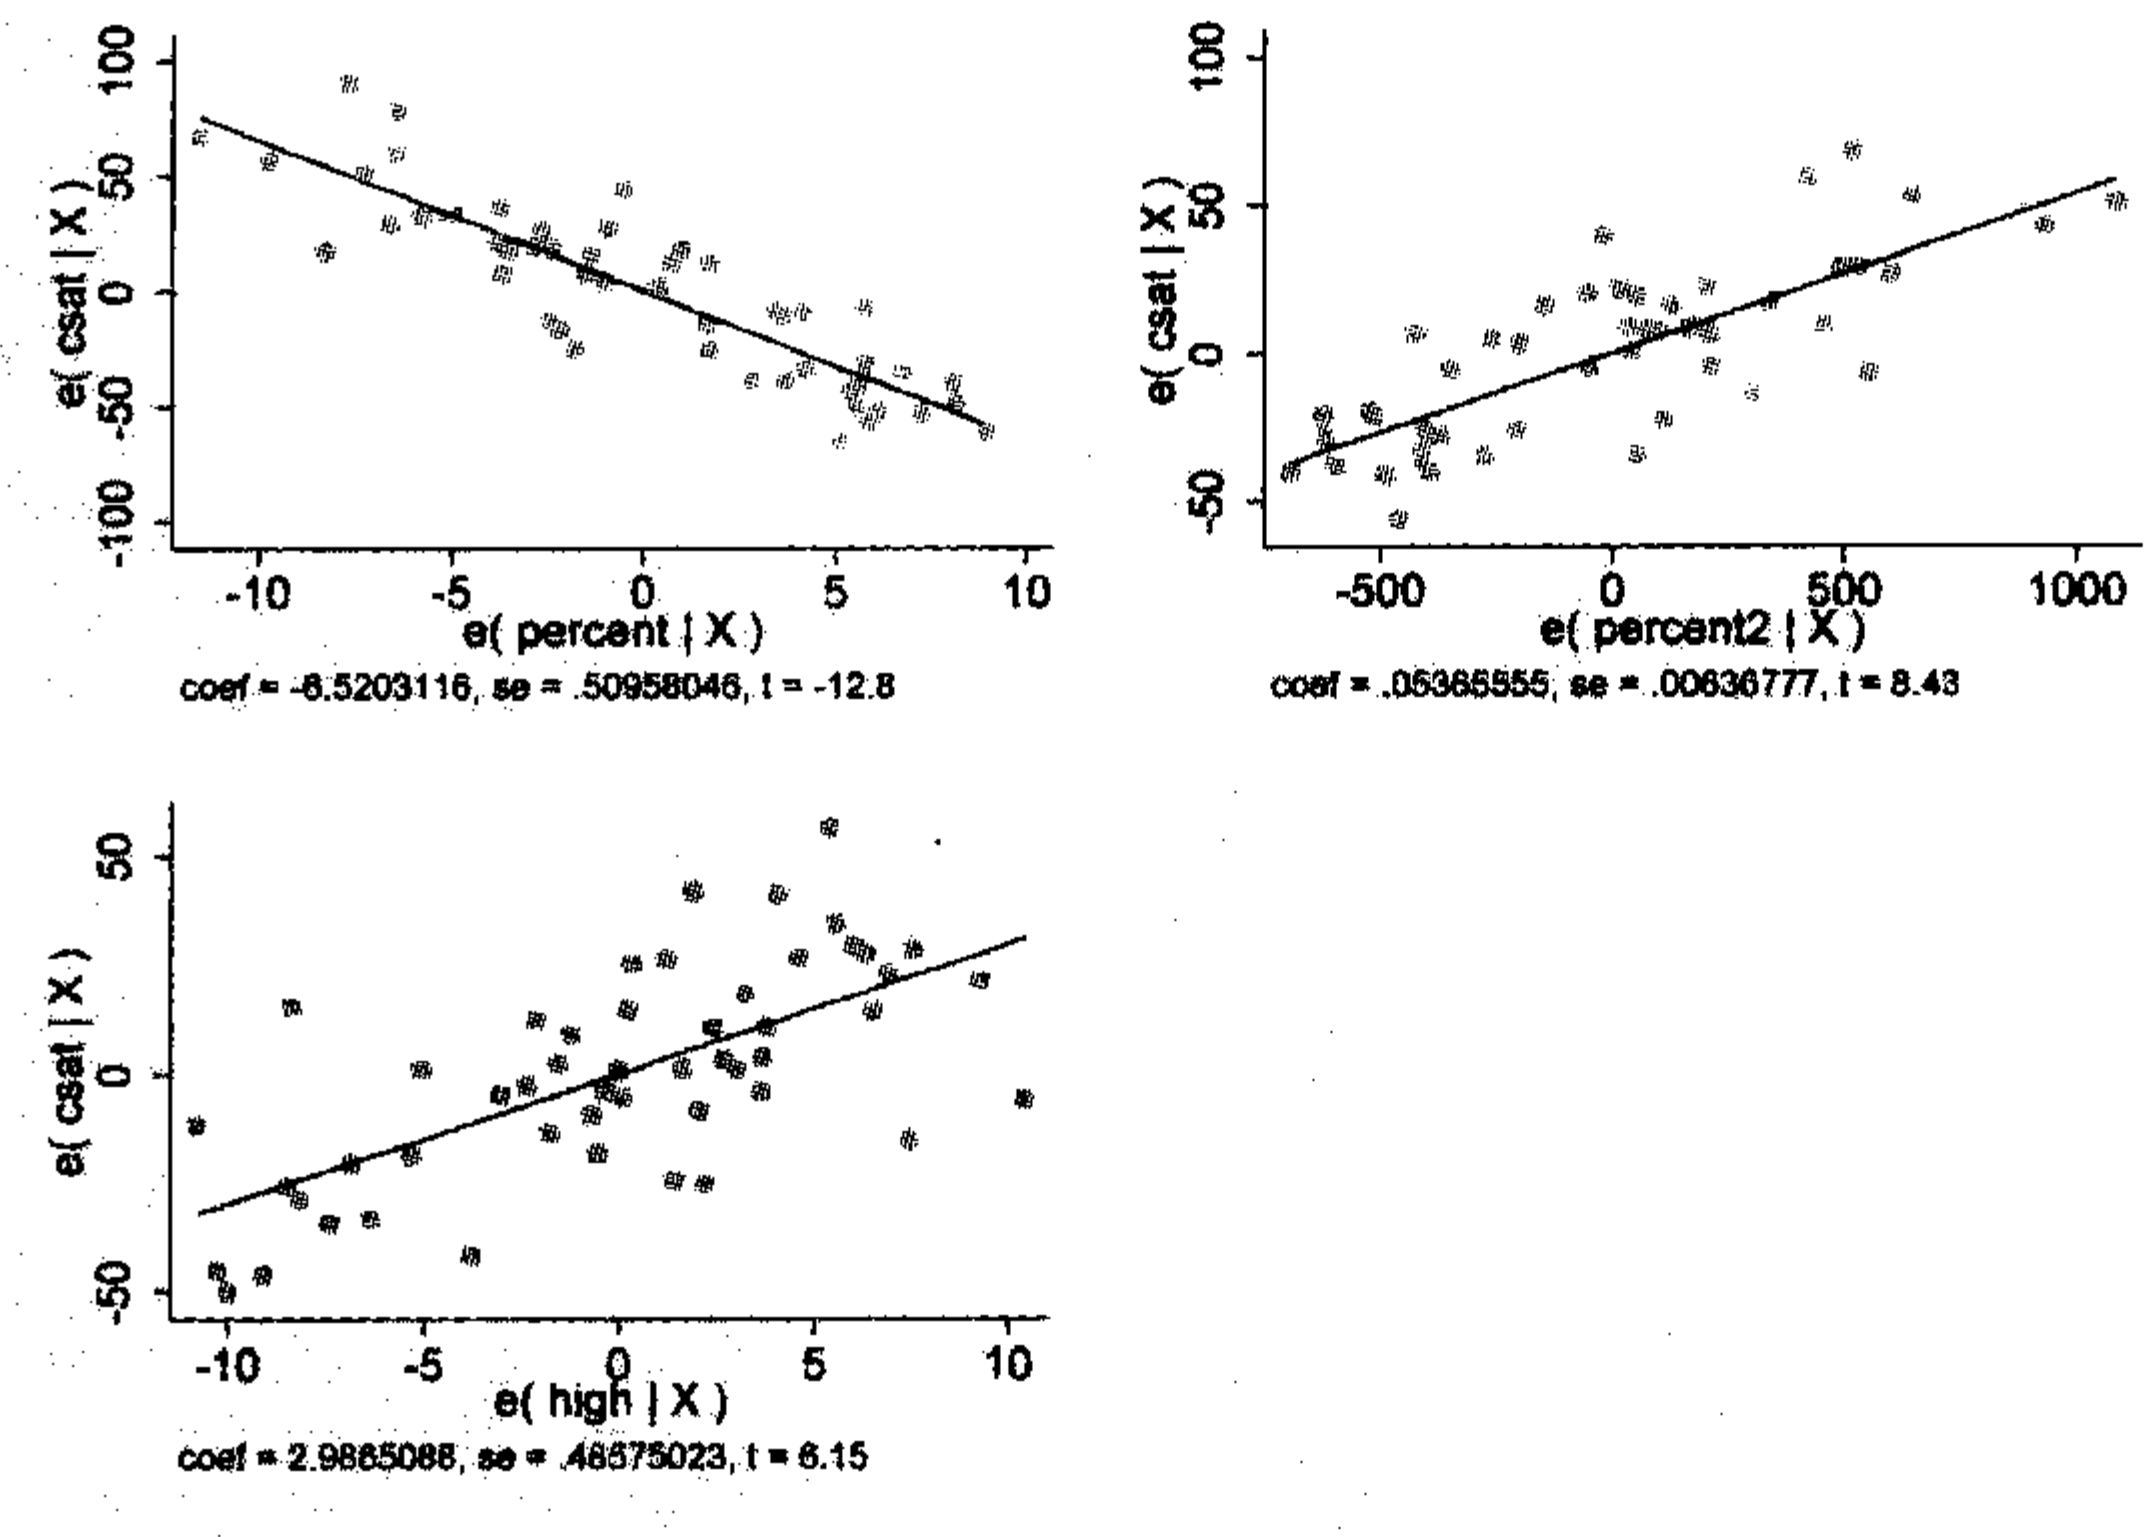 e( csat | X )
100
50
0
-50
-100
-10 -5 0 5 10
e( percent | X )
coef = -6.5203116, se = .50958046, t = -12.8
e( csat | X )
100
50
0
-50
-500 0 500 1000
e( percent2 | X )
coef = .05365555, se = .00636777, t = 8.43
e( csat | X )
50
0
-50
-10 -5 0 5 10
e( high | X )
coef = 2.9865088, se = .48575023, t = 6.15